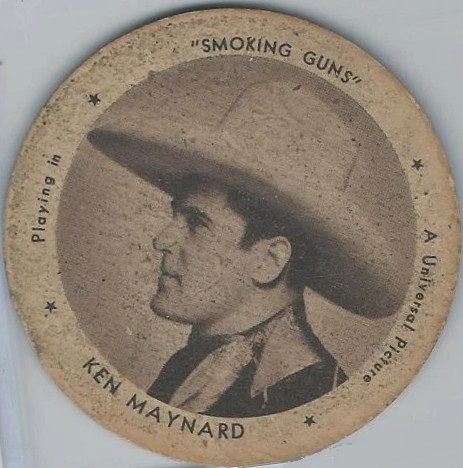 KEN MAYNARD
Playing in
"SMOKING GUNS"
A Universal Picture